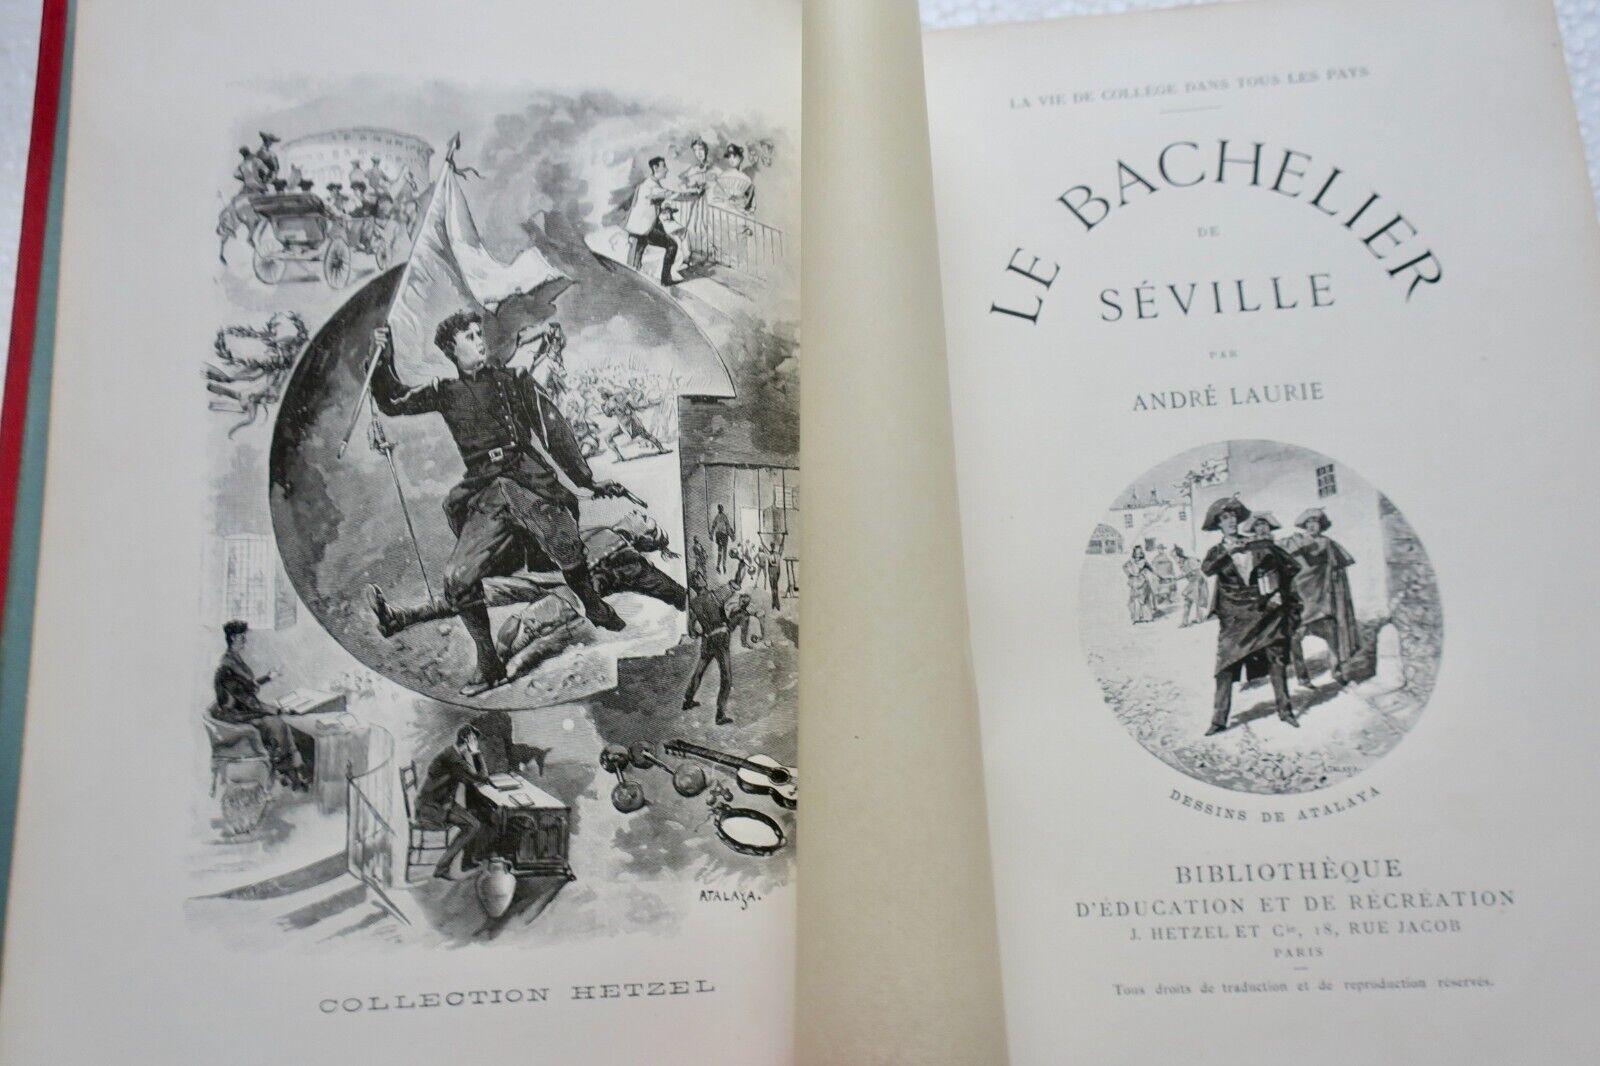 ATALAYA.
COLLECTION HETZEL
LA VIE DE COLLÈGE DANS TOUS LES PAYS
LE BACHELIER
DE
SÉVILLE
PAR
ANDRÉ LAURIE
ATALAYA.
DESSINS DE ATALAYA
BIBLIOTHÈQUE
D'ÉDUCATION ET DE RÉCRÉATION
J. HETZEL ET Cie, 18, RUE JACOB
PARIS
Tous droits de traduction et de reproduction réservés.